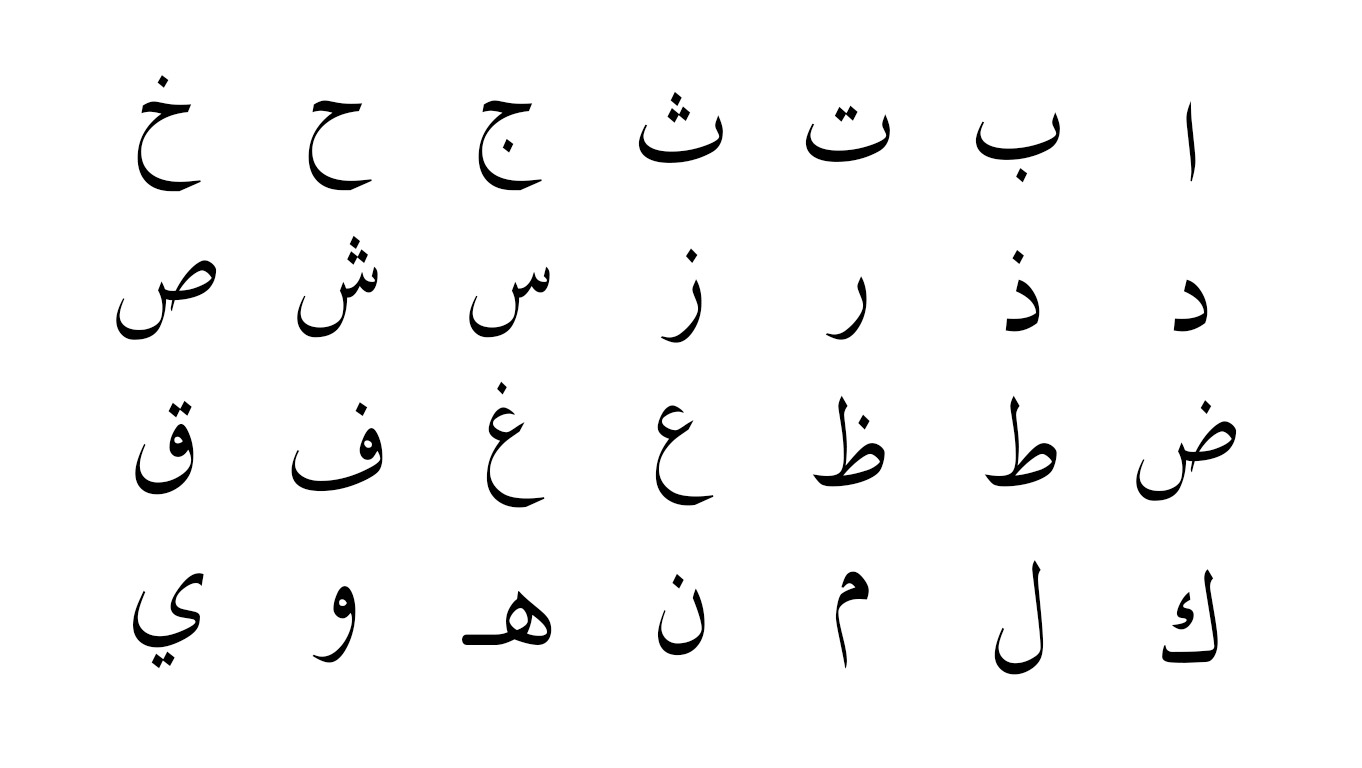 ا ب ت ث ج ح خ
د ذ ر ز س ش ص
ض ط ظ ع غ ف ق
ك ل م ن هـ و ي